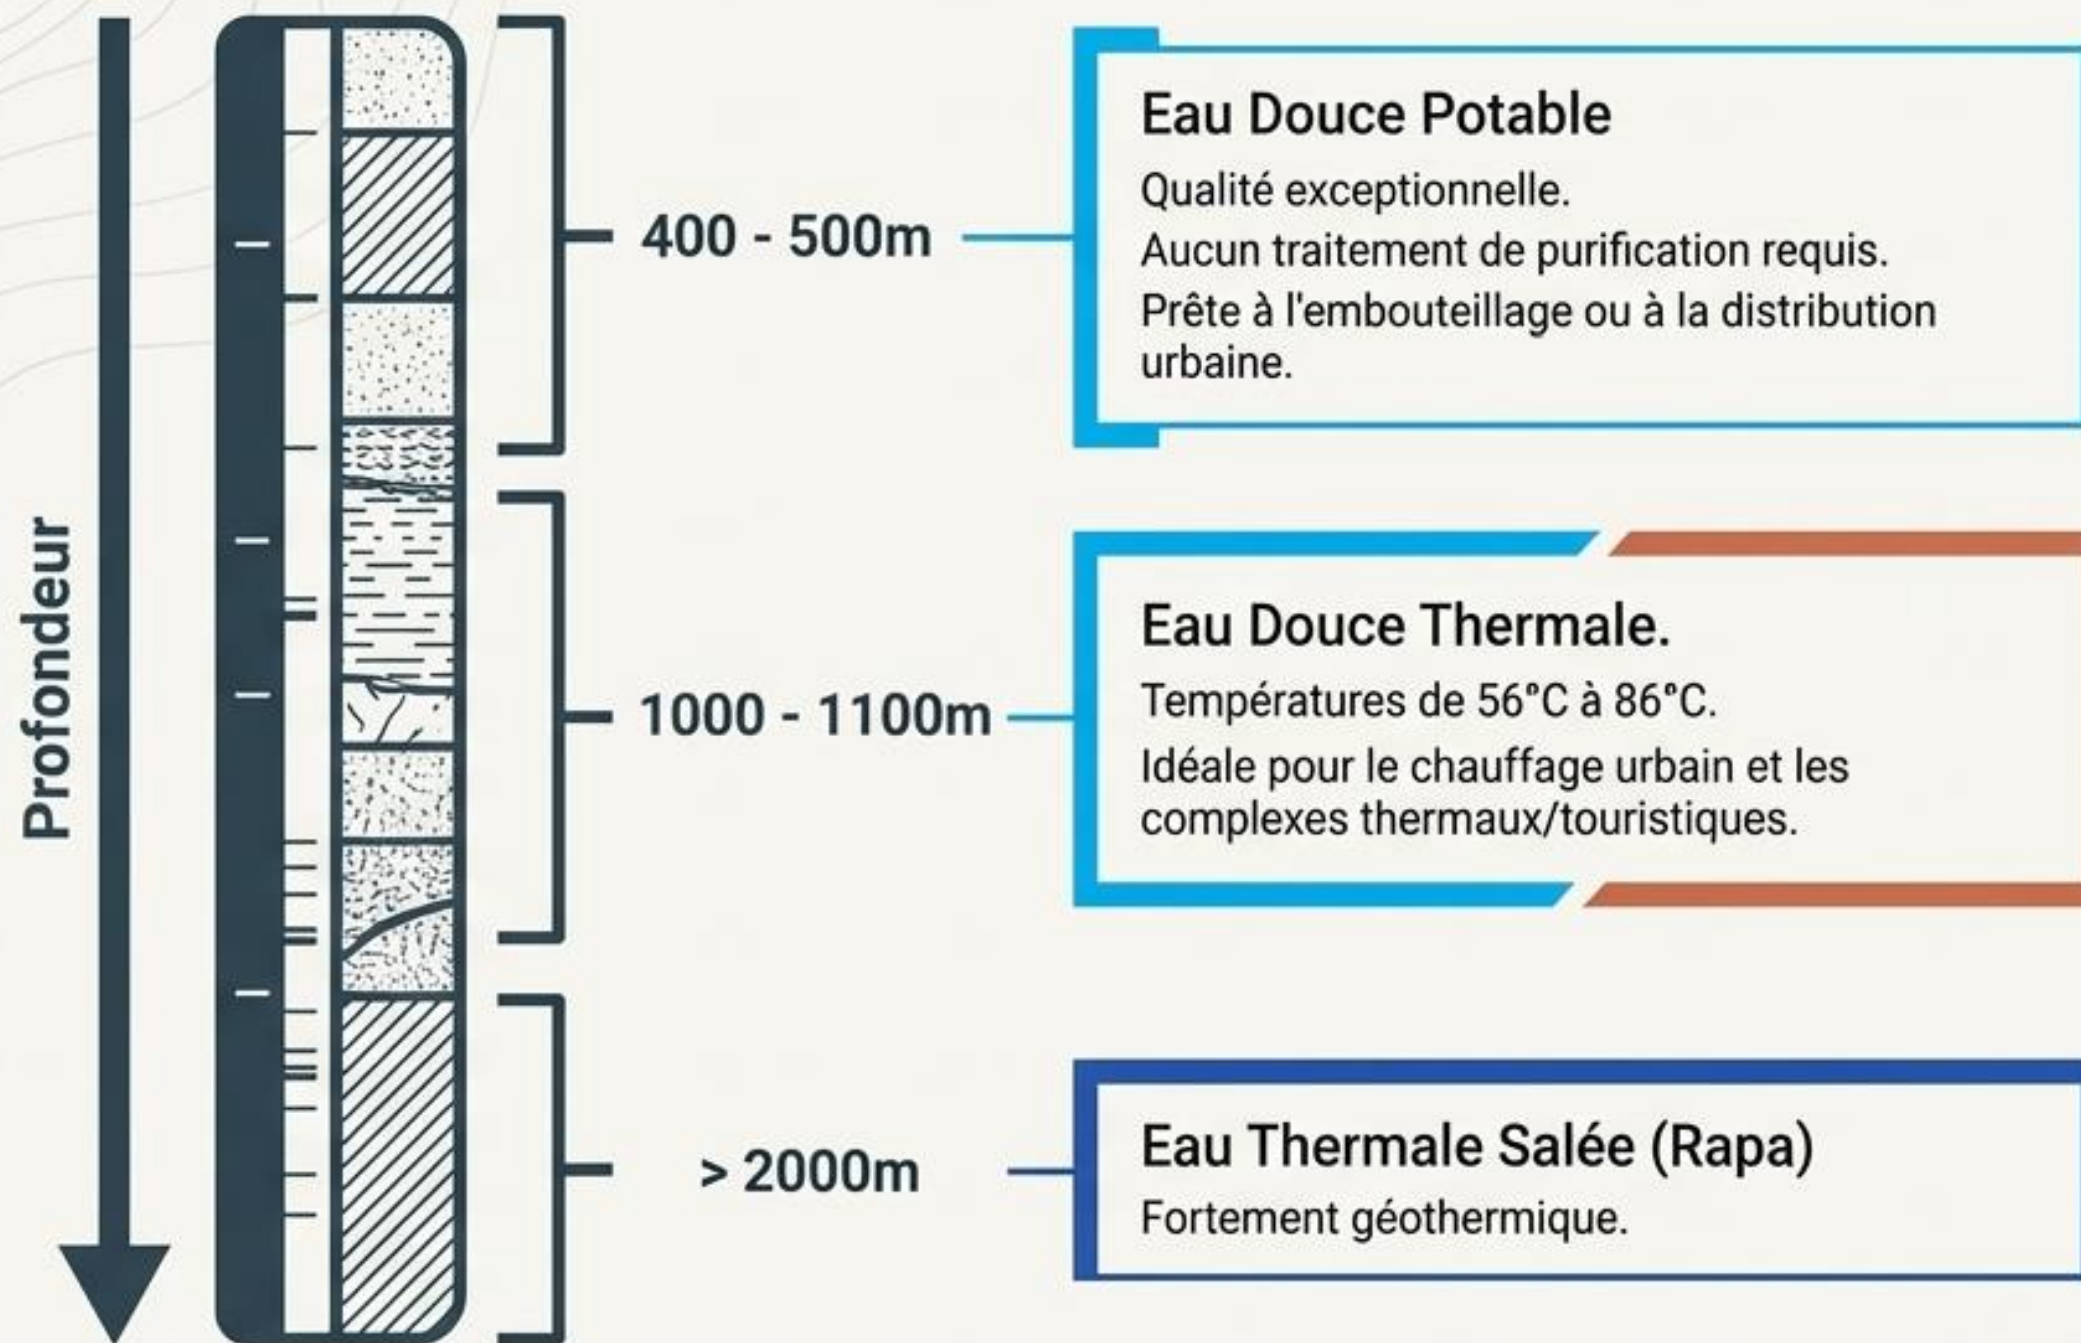 Profondeur
400 - 500m
Eau Douce Potable
Qualité exceptionnelle.
Aucun traitement de purification requis.
Prête à l'embouteillage ou à la distribution
urbaine.
1000 - 1100m
Eau Douce Thermale.
Températures de 56°C à 86°C.
Idéale pour le chauffage urbain et les
complexes thermaux/touristiques.
> 2000m
Eau Thermale Salée (Rapa)
Fortement géothermique.